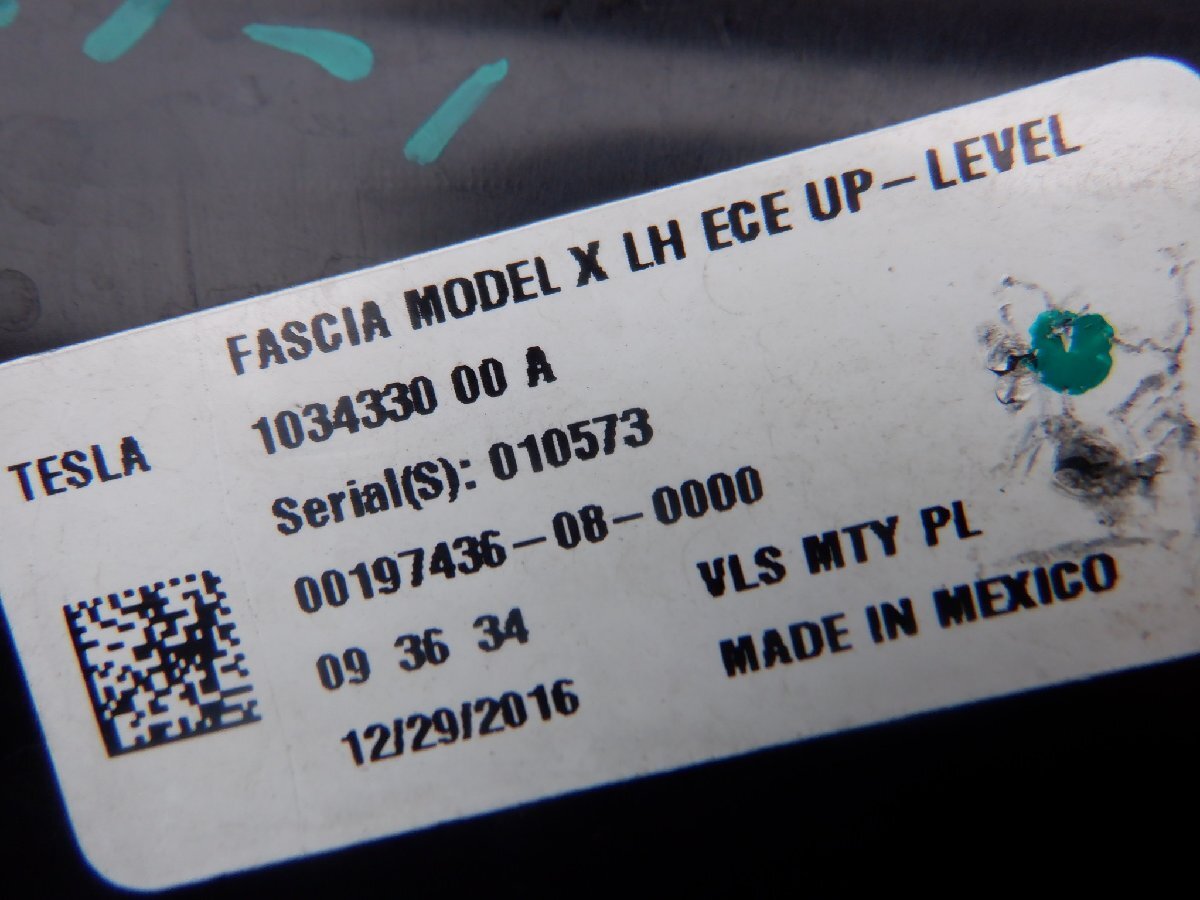 FASCIA MODEL X LH ECE UP-LEVEL
1034330 00 A
TESLA
Serial(S): 010573
00197436-08-0000
VLS MTY PL
09 36 34
MADE IN MEXICO
12/29/2016